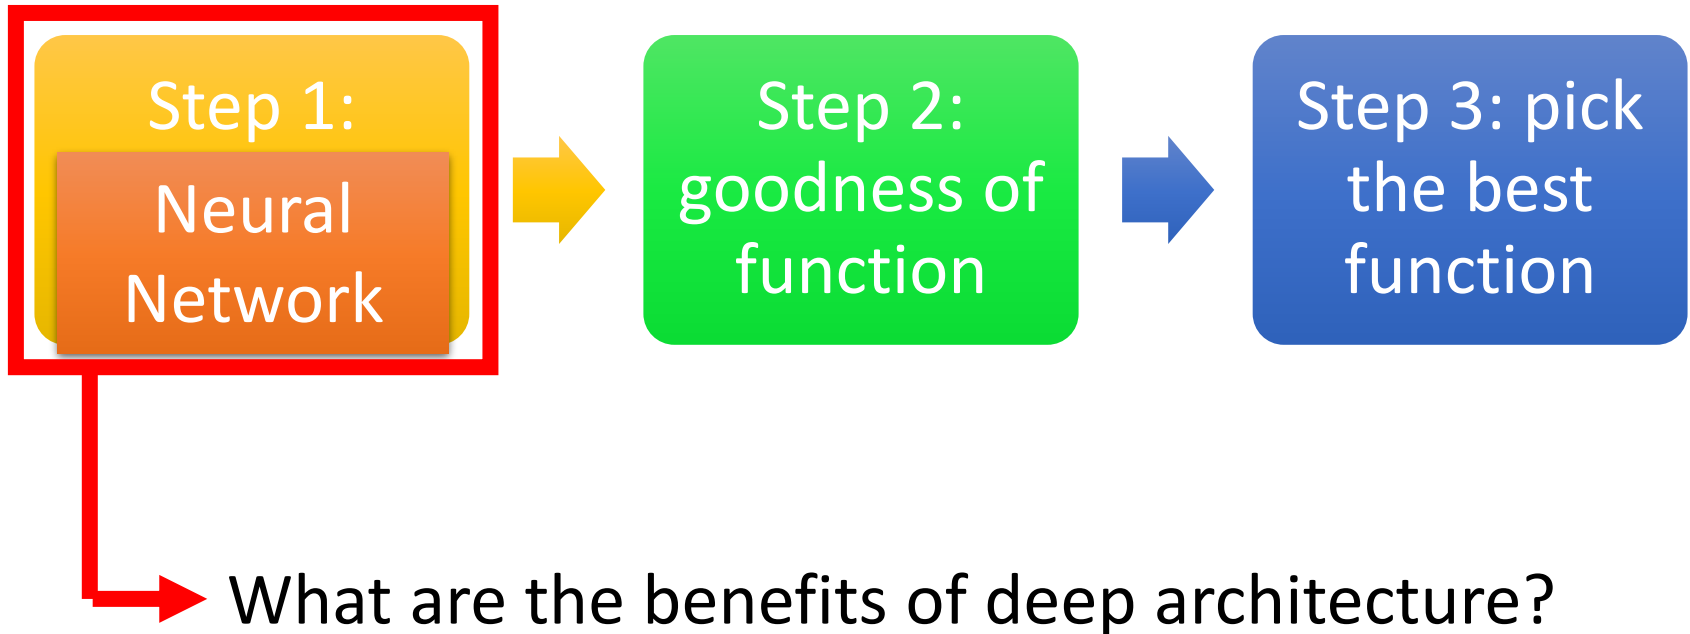 Step 1:
Neural
Network
Step 2:
goodness of
function
Step 3: pick
the best
function
What are the benefits of deep architecture?